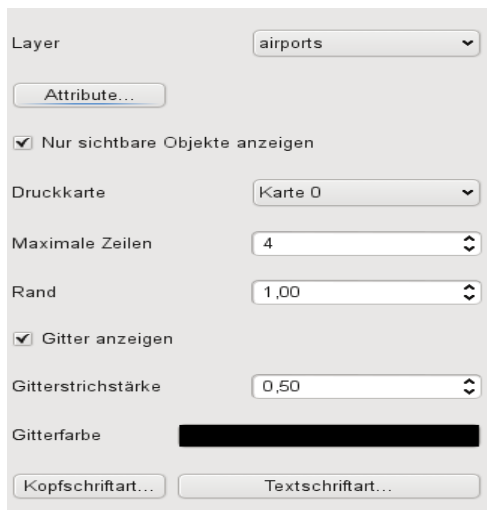 Layer airports
Attribute...
Nur sichtbare Objekte anzeigen
Druckkarte Karte 0
Maximale Zeilen 4
Rand 1,00
Gitter anzeigen
Gitterstrichstärke 0,50
Gitterfarbe
Kopfschriftart... Textschriftart...